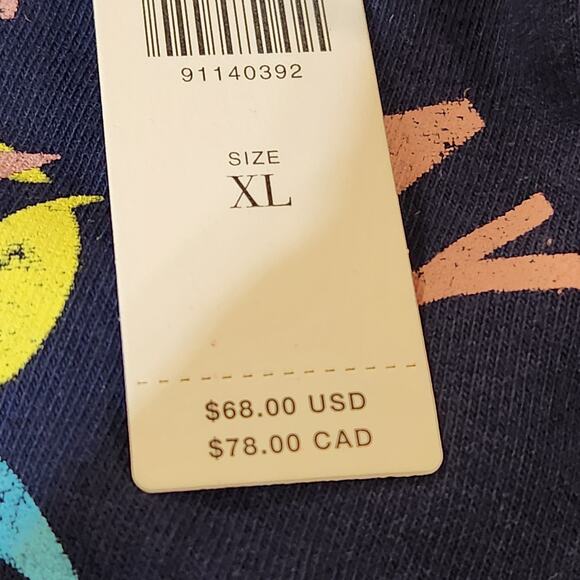 91140392
SIZE
XL
$68.00 USD
$78.00 CAD